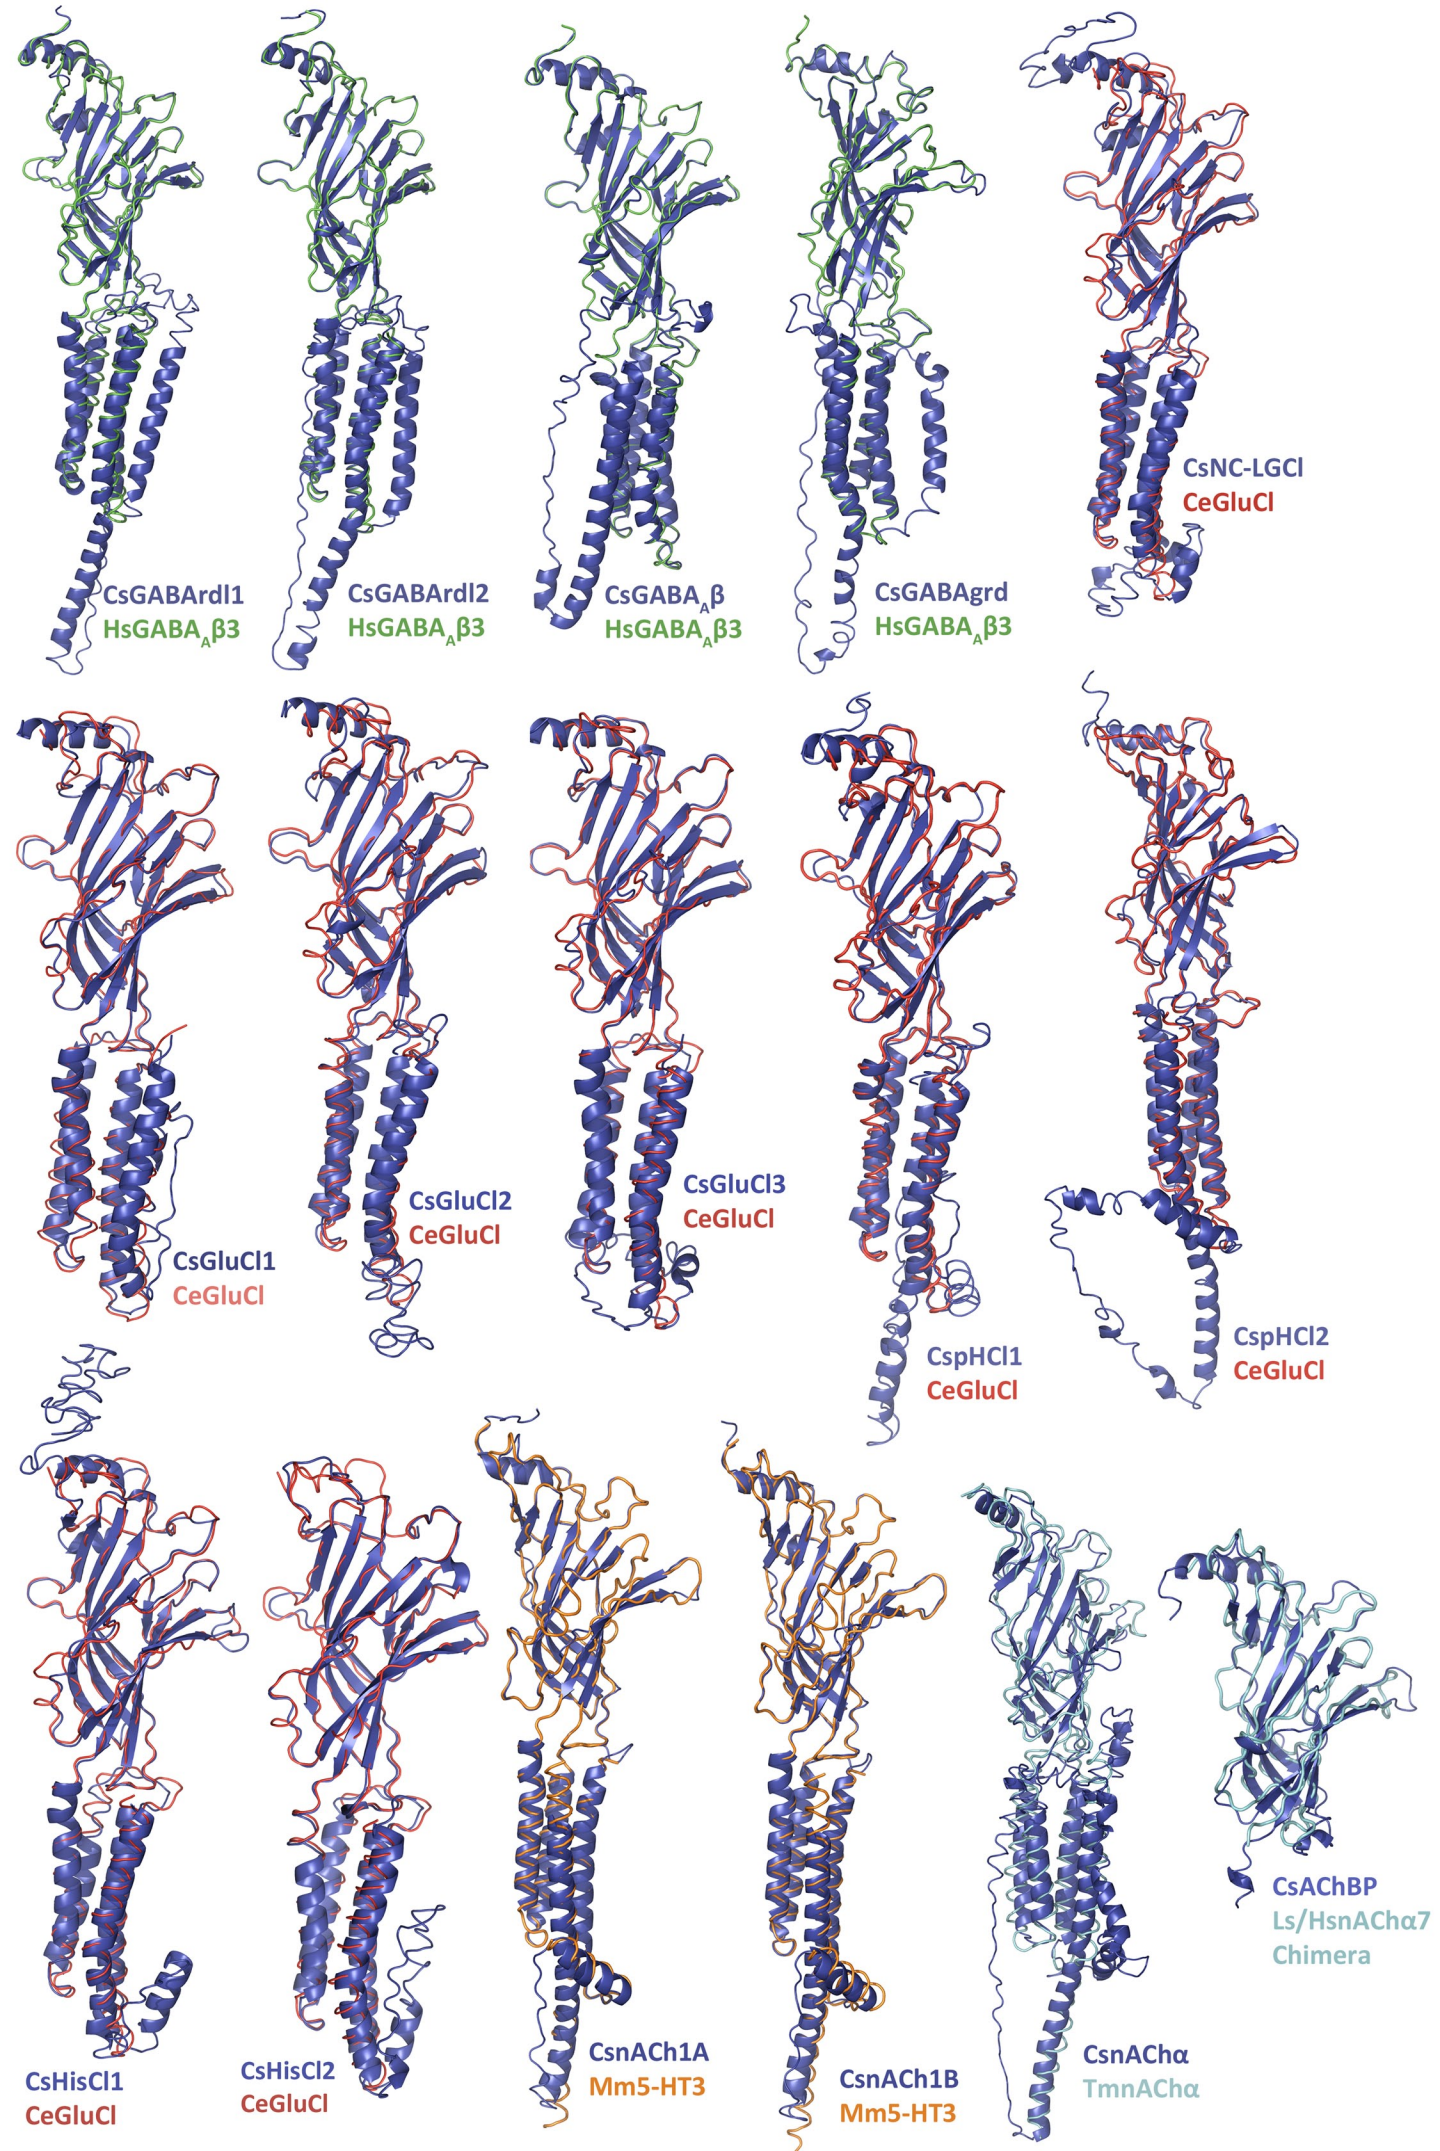 CsGABArdl1
HsGABAAβ3
CsGABArdl2
HsGABAAβ3
CsGABAAβ
HsGABAAβ3
CsGABAgrd
HsGABAAβ3
CsNC-LGCl
CeGluCl
CsGluCl1
CeGluCl
CsGluCl2
CeGluCl
CsGluCl3
CeGluCl
CspHCl1
CeGluCl
CspHCl2
CeGluCl
CsHisCl1
CeGluCl
CsHisCl2
CeGluCl
CsnACh1A
Mm5-HT3
CsnACh1B
Mm5-HT3
CsnAChα
TmnAChα
CsAChBP
Ls/HsnAChα7
Chimera